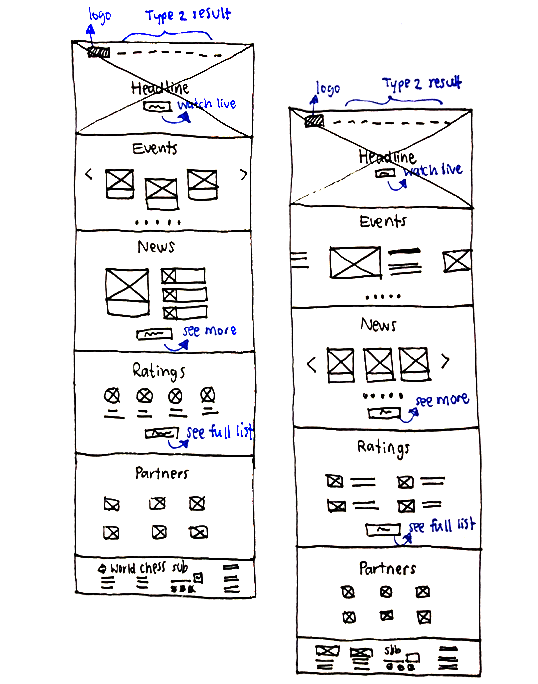 logo
Type 2 result
Headline
watch live
Events
< >
News
see more
Ratings
see full list
Partners
World chess sub
logo
Type 2 result
Headline
watch live
Events
News
< >
see more
Ratings
see full list
Partners
sub